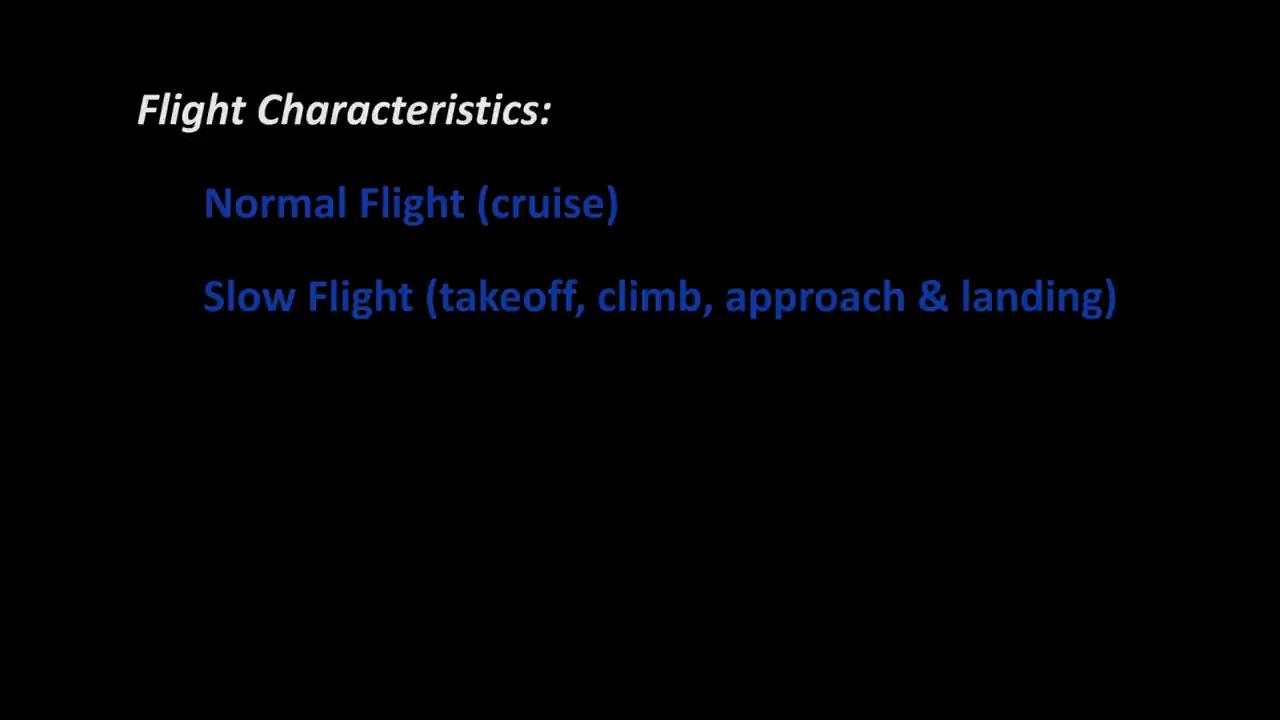 Flight Characteristics:
Normal Flight (cruise)
Slow Flight (takeoff, climb, approach & landing)